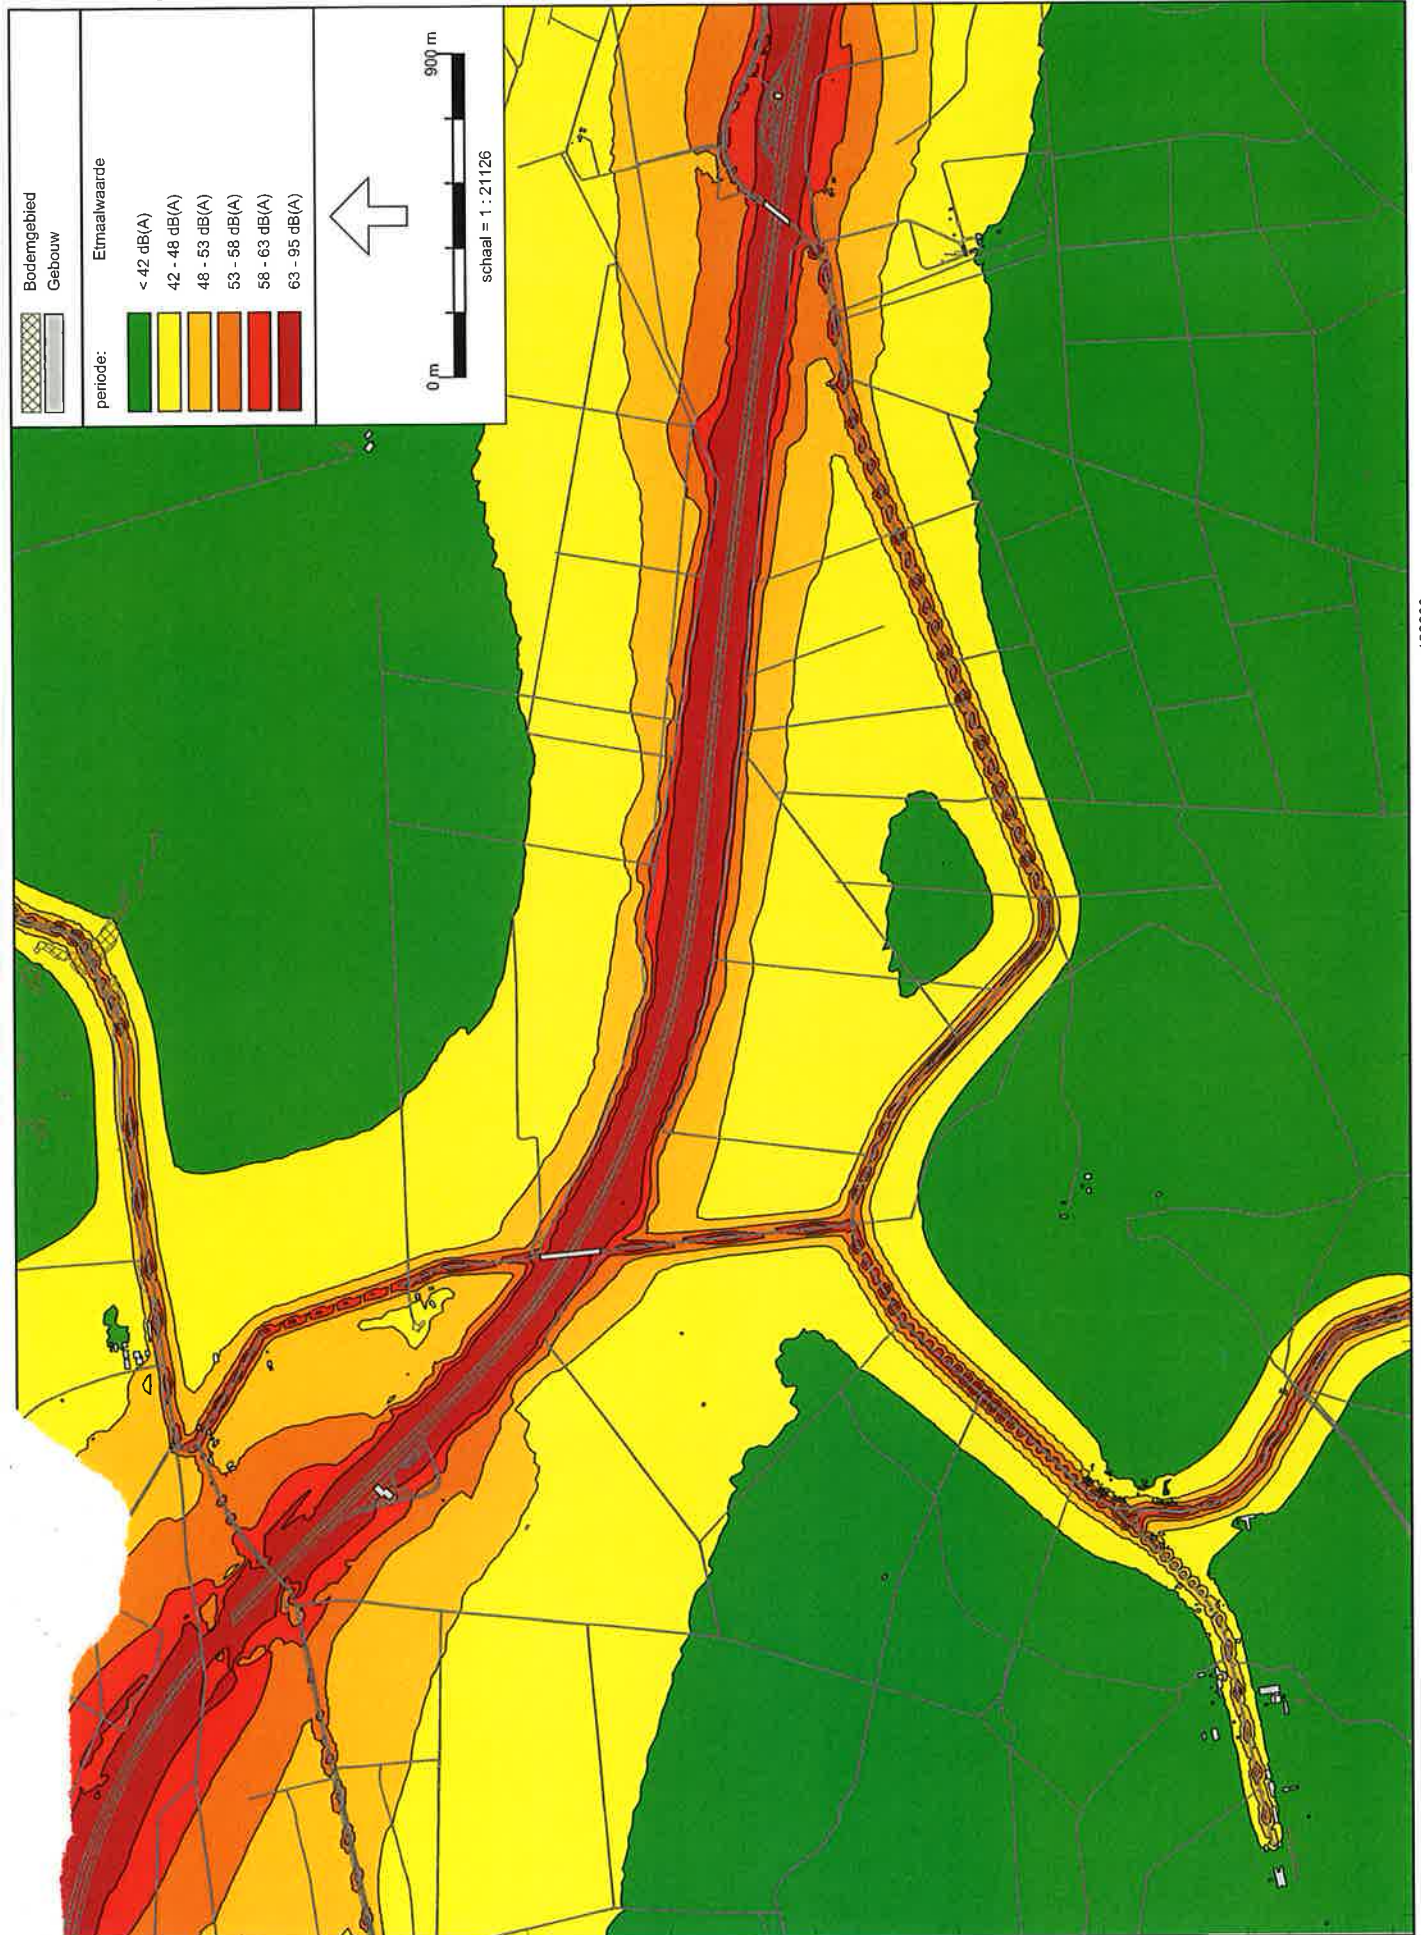 Bodemgebied
Gebouw
periode: Etmaalwaarde
< 42 dB(A)
42 - 48 dB(A)
48 - 53 dB(A)
53 - 58 dB(A)
58 - 63 dB(A)
63 - 95 dB(A)
0 m 900 m
schaal = 1 : 21126